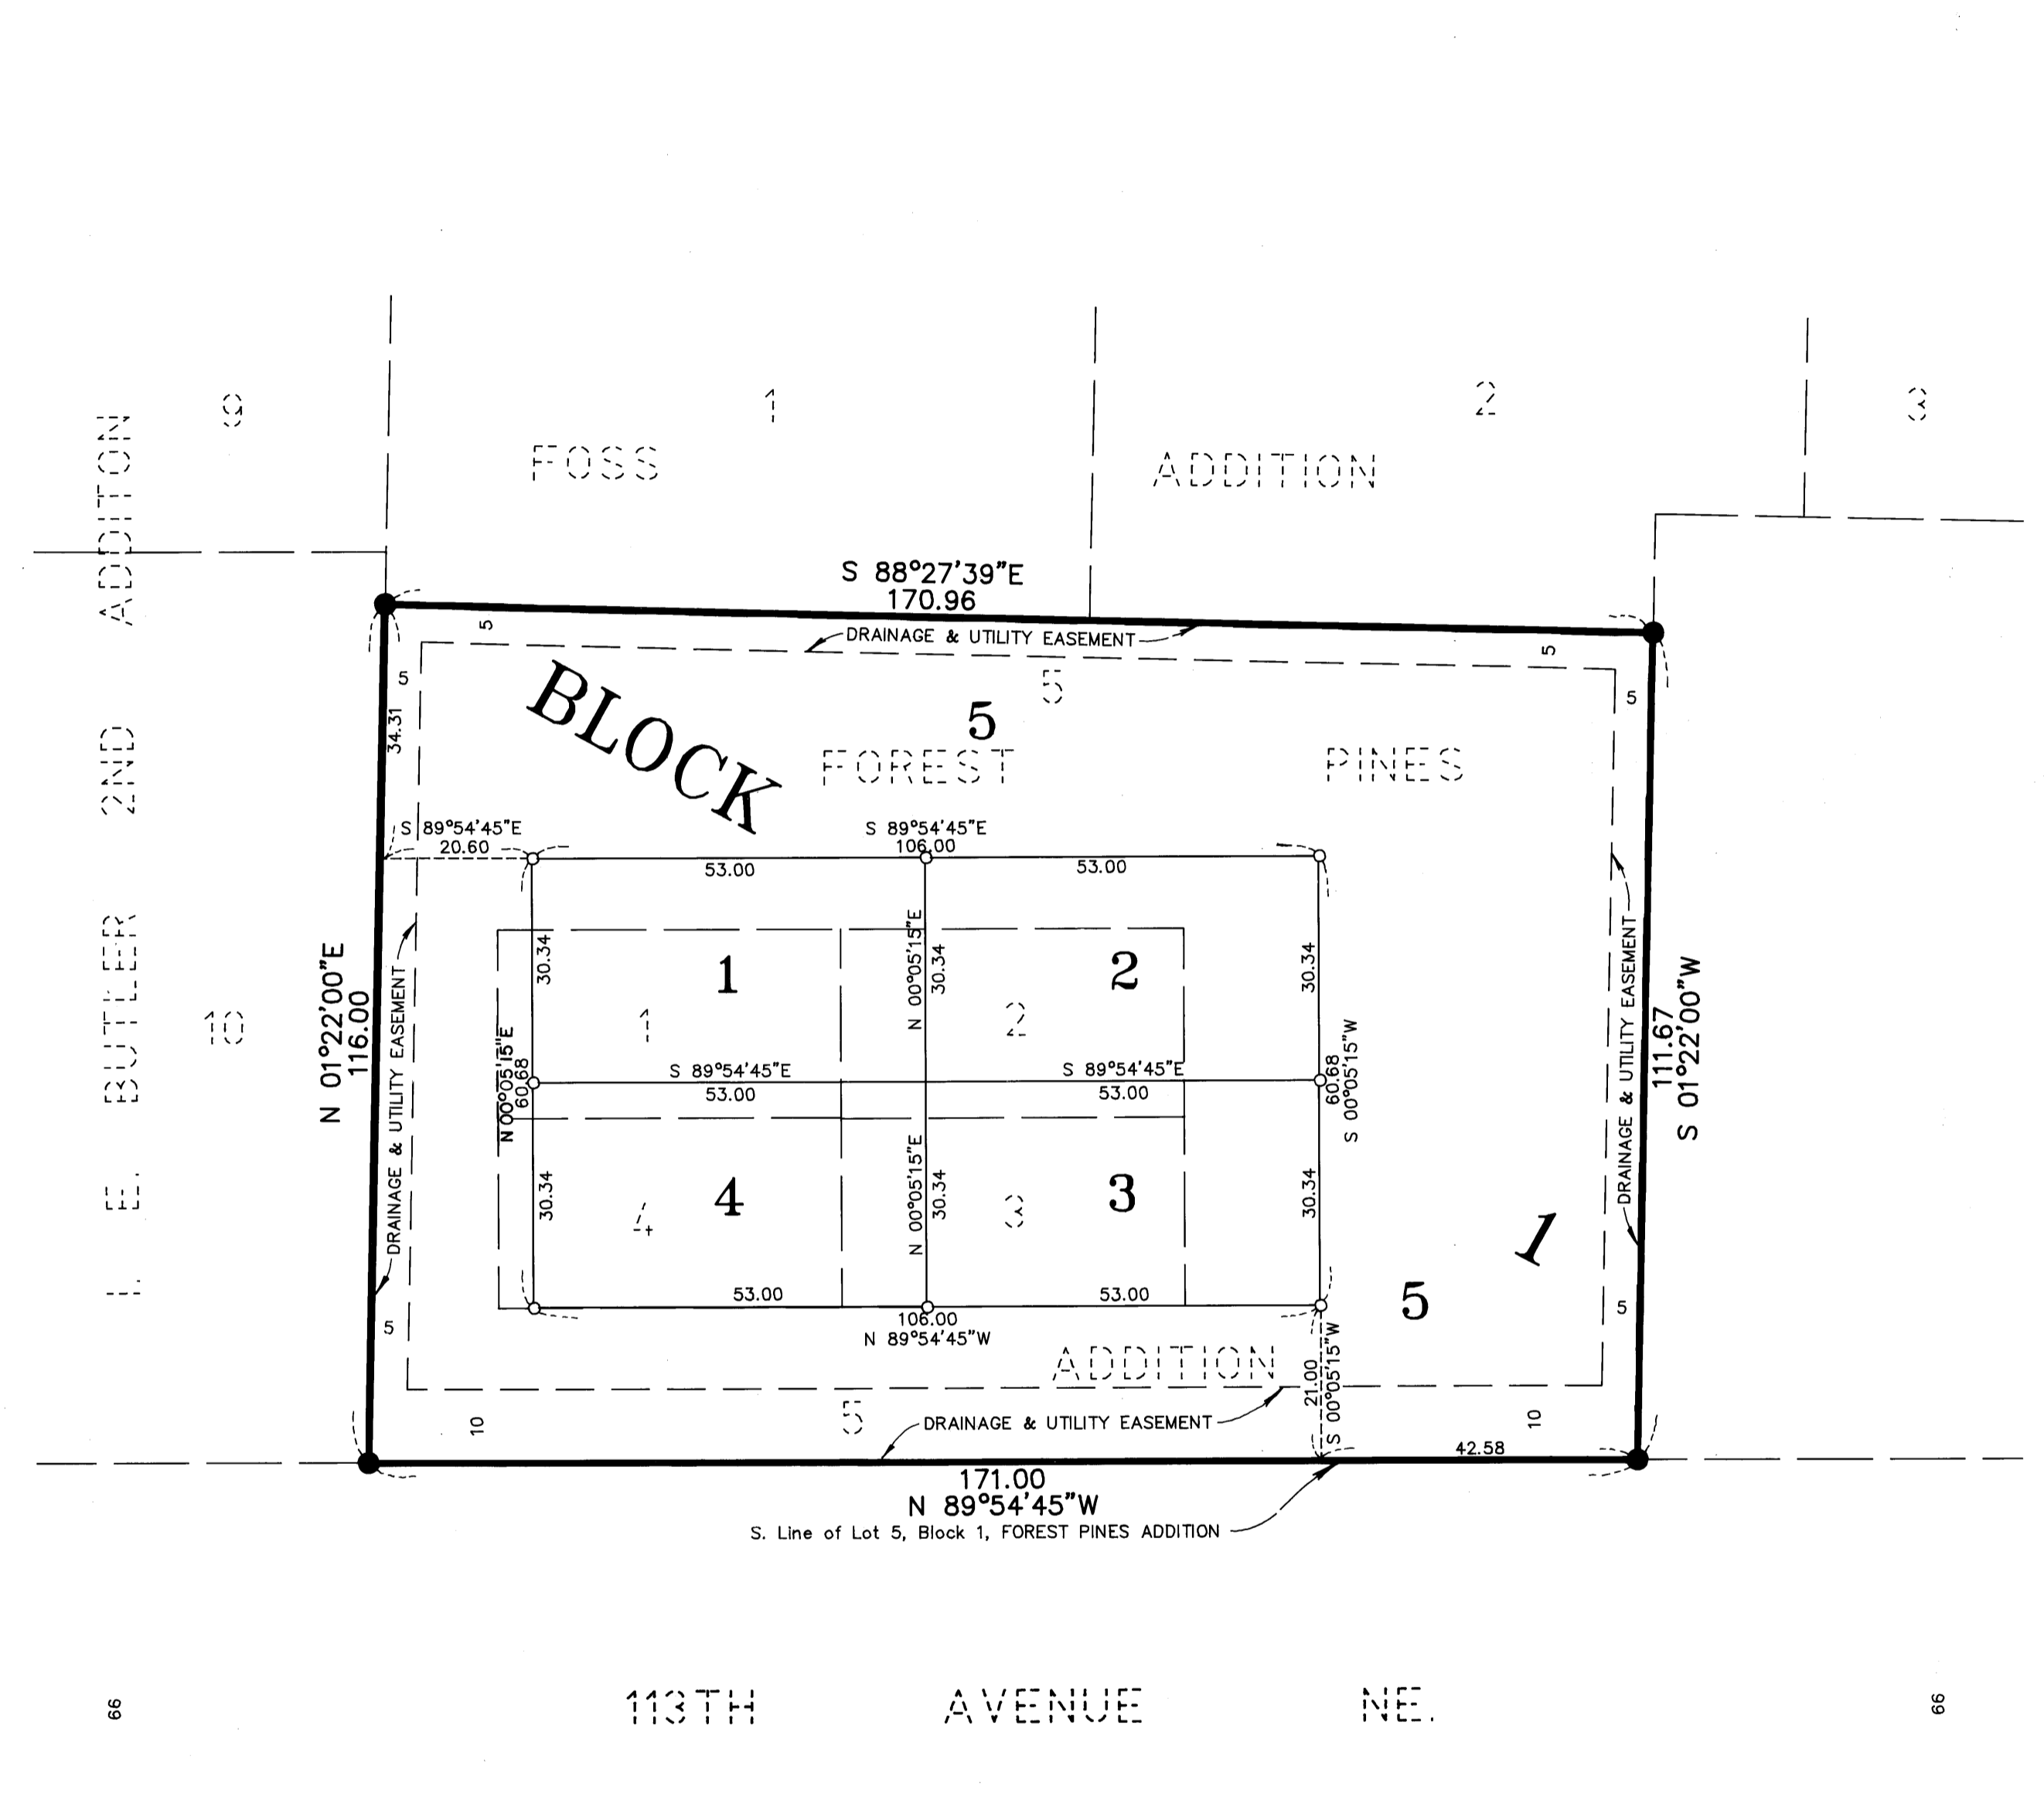 9
1
2
3
FOSS
ADDITION
I. E. BUTLER 2ND ADDITON
10
S 88°27'39"E
170.96
DRAINAGE & UTILITY EASEMENT
5
5
5
5
34.31
BLOCK
5
5
FOREST PINES
S 89°54'45"E
20.60
S 89°54'45"E
106.00
53.00
53.00
N 01°22'00"E
116.00
DRAINAGE & UTILITY EASEMENT
30.34
1
1
N 00°05'15"E
30.34
2
2
30.34
N 00°05'15"E
60.68
S 89°54'45"E
53.00
S 89°54'45"E
53.00
60.68
S 00°05'15"W
DRAINAGE & UTILITY EASEMENT
111.67
S 01°22'00"W
30.34
4
4
N 00°05'15"E
30.34
3
3
30.34
1
5
53.00
53.00
106.00
N 89°54'45"W
5
5
ADDITION
21.00
S 00°05'15"W
10
5
DRAINAGE & UTILITY EASEMENT
10
42.58
171.00
N 89°54'45"W
S. Line of Lot 5, Block 1, FOREST PINES ADDITION
66
113TH AVENUE NE.
66